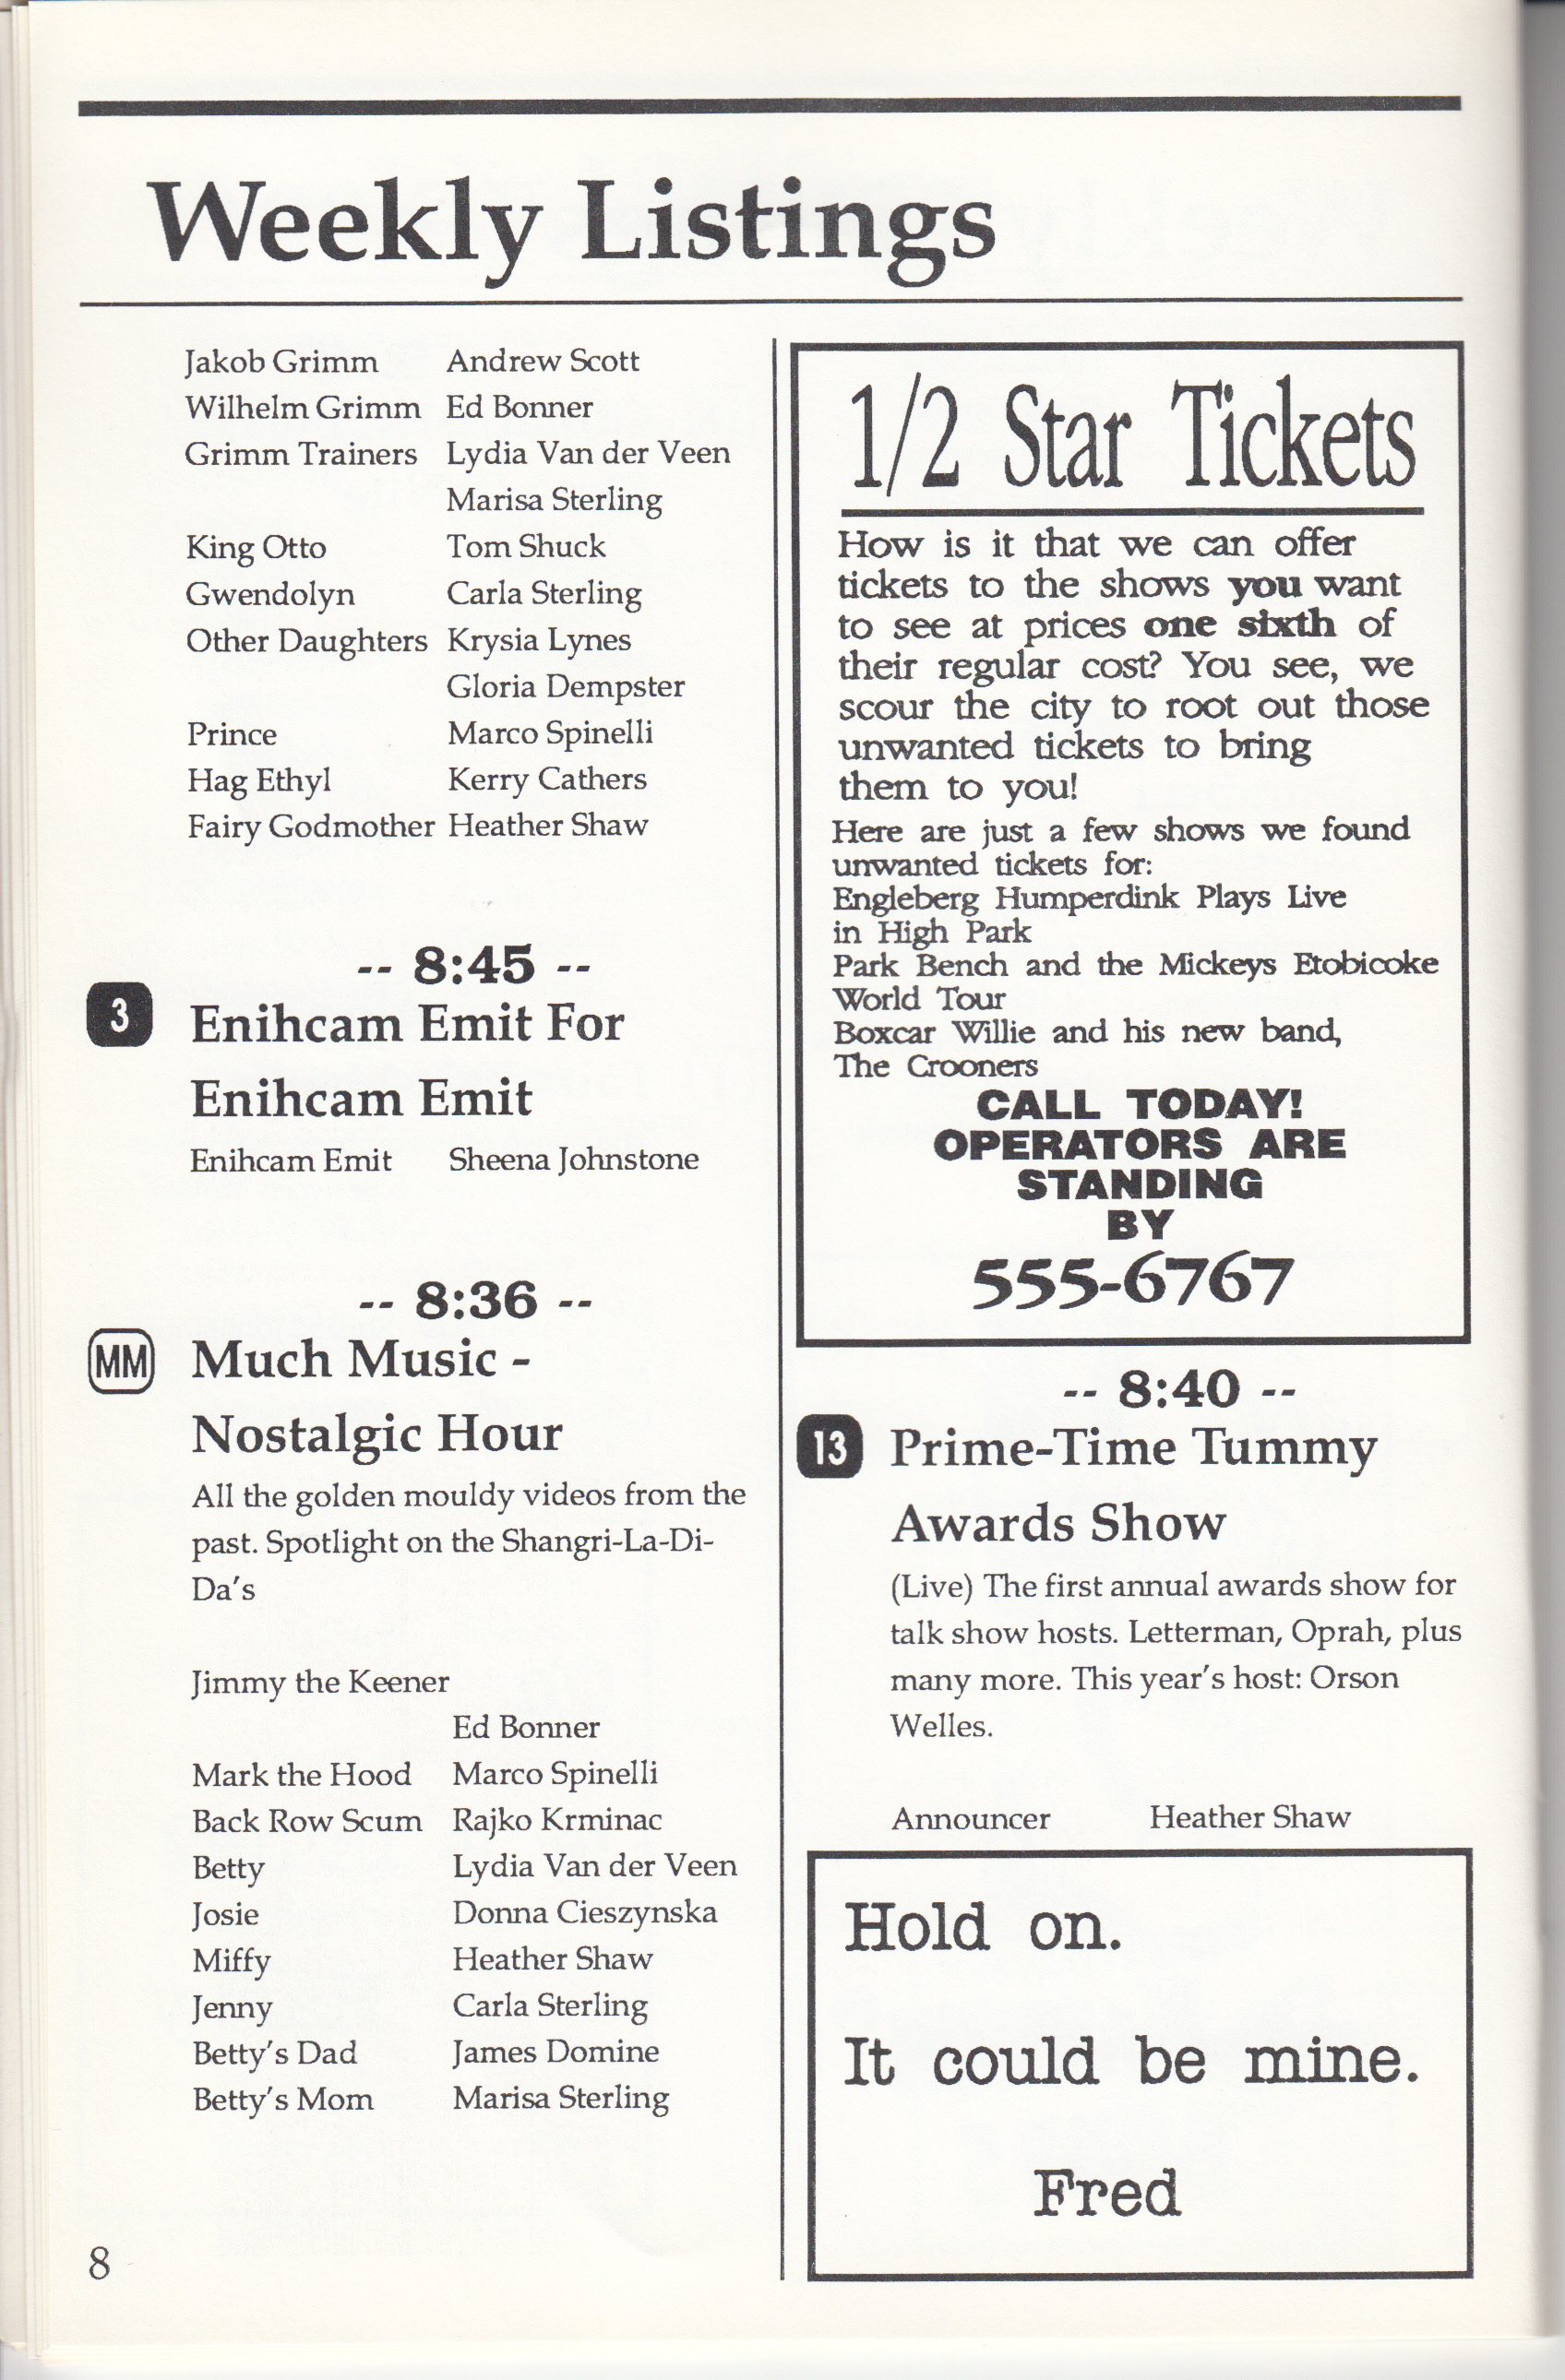 Weekly Listings
Jakob Grimm Andrew Scott
Wilhelm Grimm Ed Bonner
Grimm Trainers Lydia Van der Veen
Marisa Sterling
King Otto Tom Shuck
Gwendolyn Carla Sterling
Other Daughters Krysia Lynes
Gloria Dempster
Prince Marco Spinelli
Hag Ethyl Kerry Cathers
Fairy Godmother Heather Shaw
-- 8:45 --
3 Enihcam Emit For
Enihcam Emit
Enihcam Emit Sheena Johnstone
-- 8:36 --
MM Much Music -
Nostalgic Hour
All the golden mouldy videos from the
past. Spotlight on the Shangri-La-Di-
Da's
Jimmy the Keener
Ed Bonner
Mark the Hood Marco Spinelli
Back Row Scum Rajko Krminac
Betty Lydia Van der Veen
Josie Donna Cieszynska
Miffy Heather Shaw
Jenny Carla Sterling
Betty's Dad James Domine
Betty's Mom Marisa Sterling
1/2 Star Tickets
How is it that we can offer
tickets to the shows you want
to see at prices one sixth of
their regular cost? You see, we
scour the city to root out those
unwanted tickets to bring
them to you!
Here are just a few shows we found
unwanted tickets for:
Engleberg Humperdink Plays Live
in High Park
Park Bench and the Mickeys Etobicoke
World Tour
Boxcar Willie and his new band,
The Crooners
CALL TODAY!
OPERATORS ARE
STANDING
BY
555-6767
-- 8:40 --
13 Prime-Time Tummy
Awards Show
(Live) The first annual awards show for
talk show hosts. Letterman, Oprah, plus
many more. This year's host: Orson
Welles.
Announcer Heather Shaw
Hold on.
It could be mine.
Fred
8